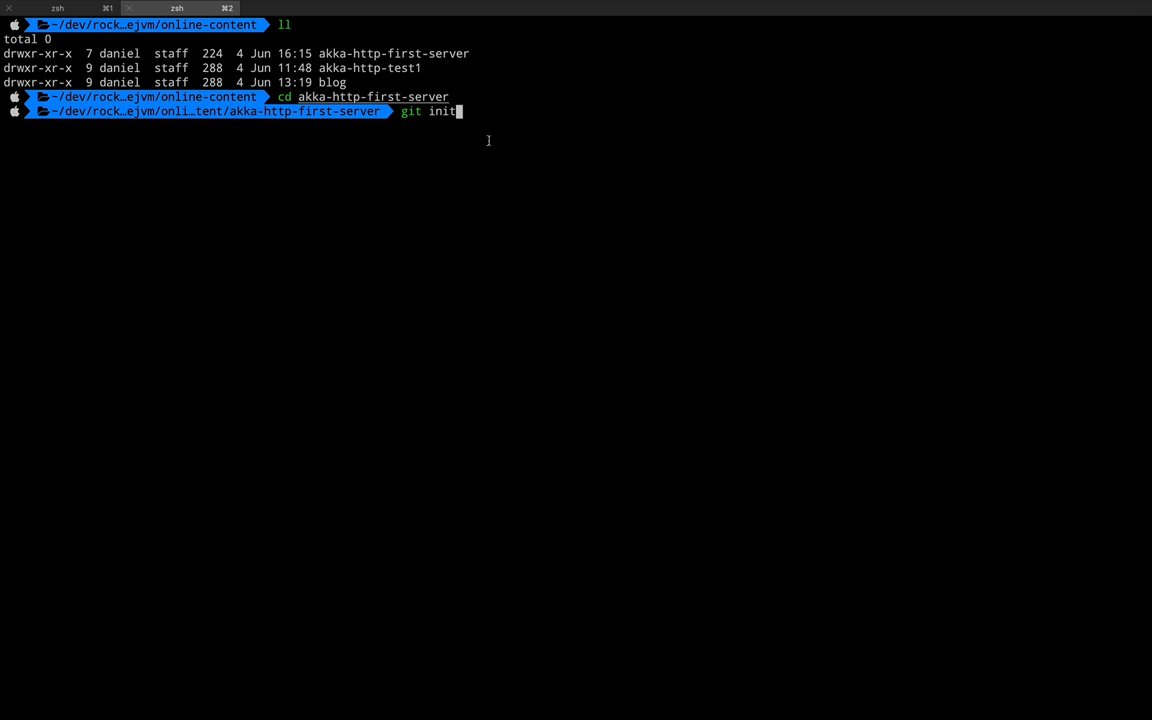 zsh ⌘1 zsh ⌘2
~/dev/rock…ejvm/online-content ll
total 0
drwxr-xr-x 7 daniel staff 224 4 Jun 16:15 akka-http-first-server
drwxr-xr-x 9 daniel staff 288 4 Jun 11:48 akka-http-test1
drwxr-xr-x 9 daniel staff 288 4 Jun 13:19 blog
~/dev/rock…ejvm/online-content cd akka-http-first-server
~/dev/rock…ejvm/onli…tent/akka-http-first-server git init